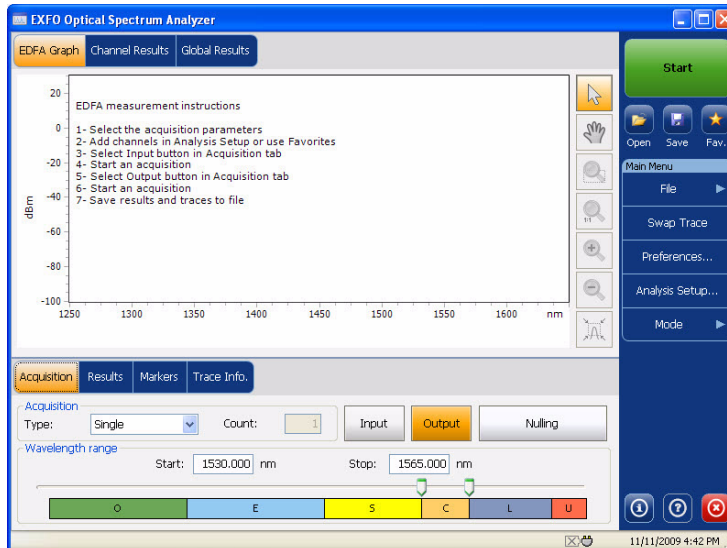 EXFO Optical Spectrum Analyzer
EDFA Graph Channel Results Global Results
EDFA measurement instructions
1- Select the acquisition parameters
2- Add channels in Analysis Setup or use Favorites
3- Select Input button in Acquisition tab
4- Start an acquisition
5- Select Output button in Acquisition tab
6- Start an acquisition
7- Save results and traces to file
dBm
20
0
-20
-40
-60
-80
-100
1250 1300 1350 1400 1450 1500 1550 1600 nm
1:1
Start
Open Save Fav.
Main Menu
File
Swap Trace
Preferences...
Analysis Setup...
Mode
Acquisition Results Markers Trace Info.
Acquisition
Type: Single Count: 1 Input Output Nulling
Wavelength range
Start: 1530.000 nm Stop: 1565.000 nm
O E S C L U
11/11/2009 4:42 PM